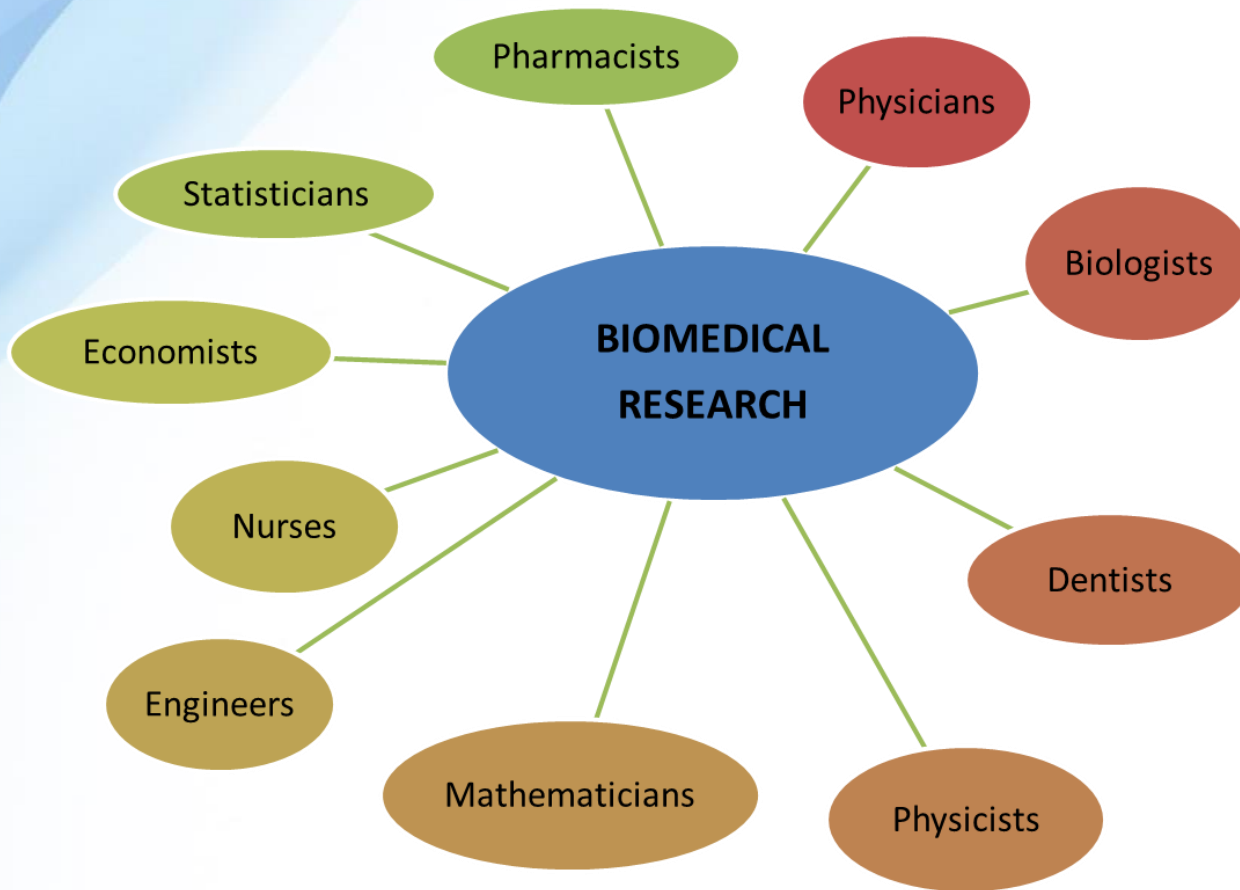 Pharmacists
Physicians
Statisticians
Biologists
BIOMEDICAL
RESEARCH
Economists
Nurses
Dentists
Engineers
Mathematicians
Physicists